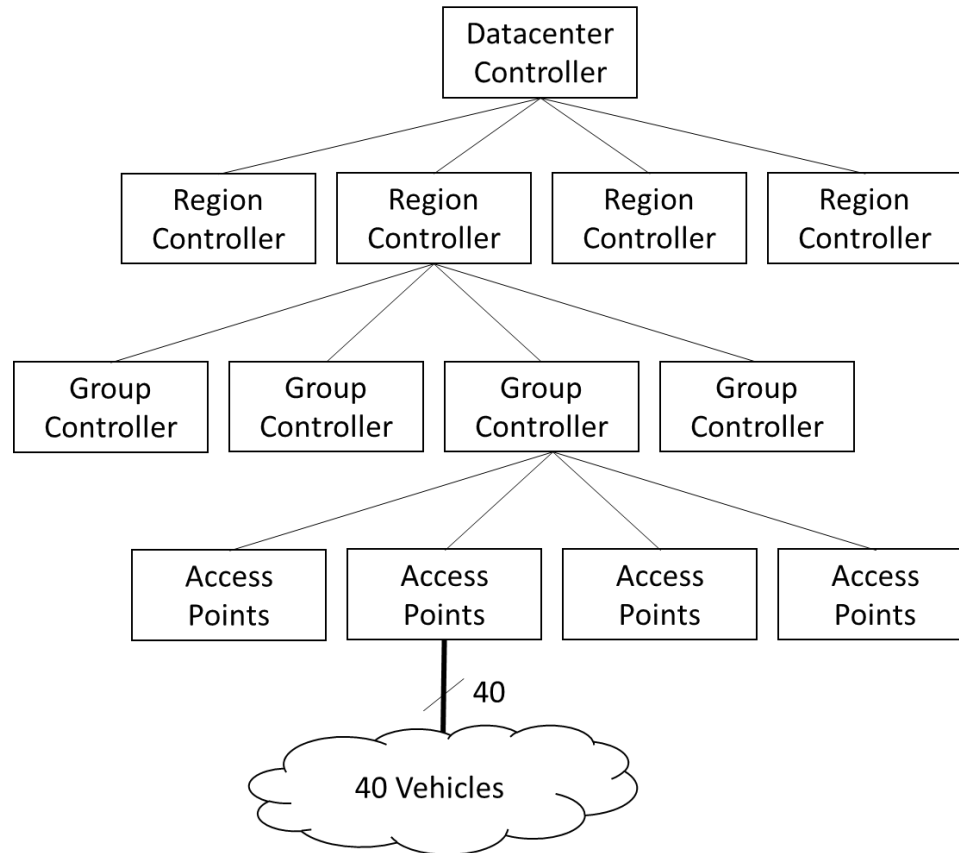 Datacenter
Controller
Region
Controller
Region
Controller
Region
Controller
Region
Controller
Group
Controller
Group
Controller
Group
Controller
Group
Controller
Access
Points
Access
Points
Access
Points
Access
Points
40
40 Vehicles